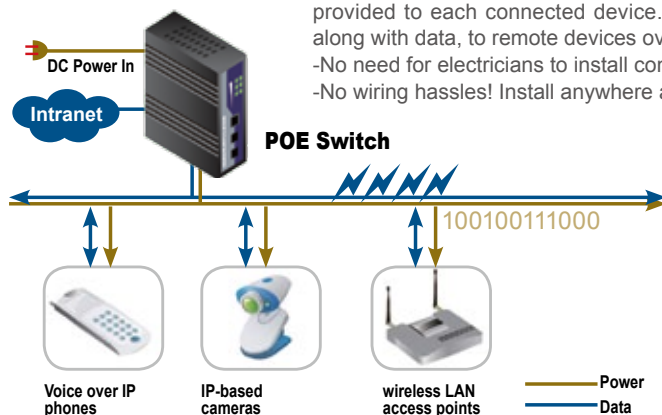 provided to each connected device.
along with data, to remote devices
-No need for electricians to install
-No wiring hassles! Install anywhere
DC Power In
Intranet
POE Switch
100100111000
Voice over IP
phones
IP-based
cameras
wireless LAN
access points
Power
Data